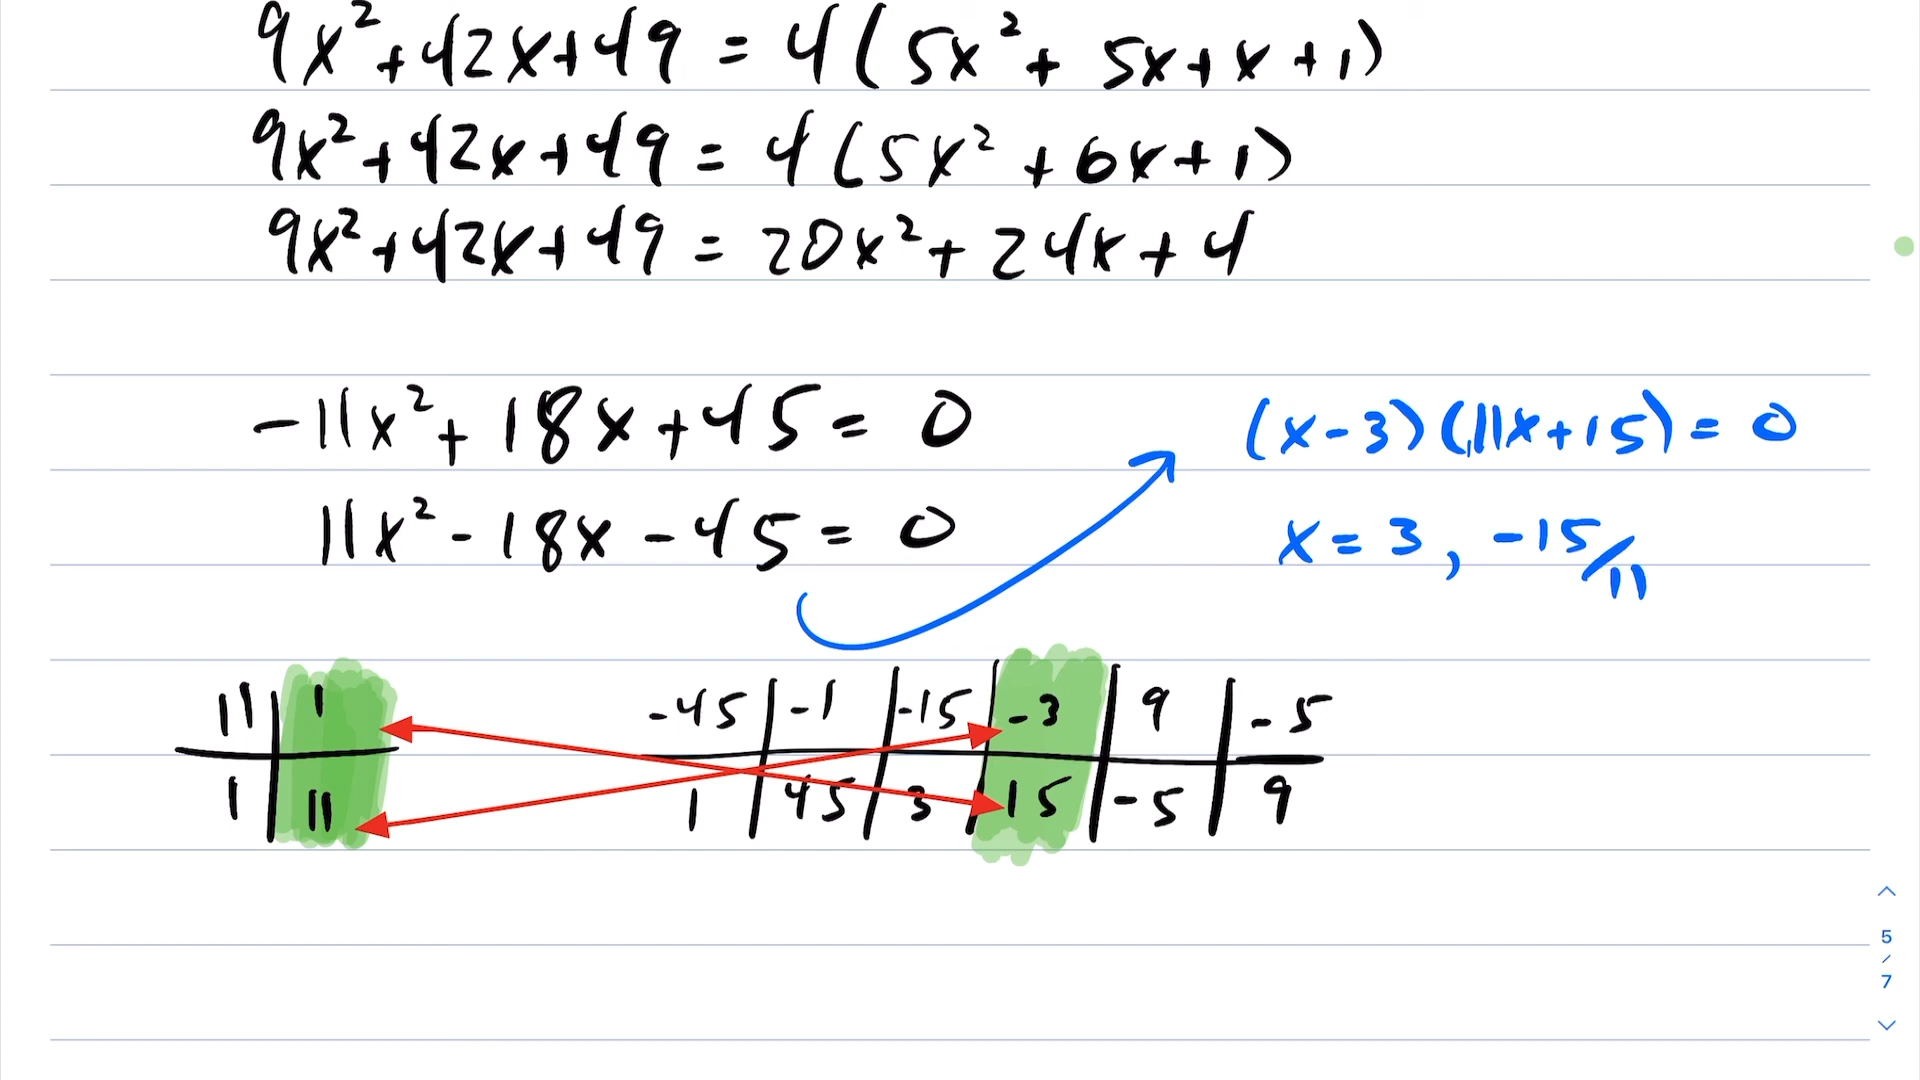 9x²+42x+49 = 4(5x²+ 5x+x+1)
9x²+42x+49 = 4(5x²+6x+1)
9x²+42x+49 = 20x²+24x+4
-11x²+18x+45 = 0
(x-3)(11x+15) = 0
11x²-18x-45 = 0
x = 3, -15/11
11 | 1
1 | 11
-45 | -1 | -15 | -3 | 9 | -5
1 | 45 | 3 | 15 | -5 | 9
5
/
7